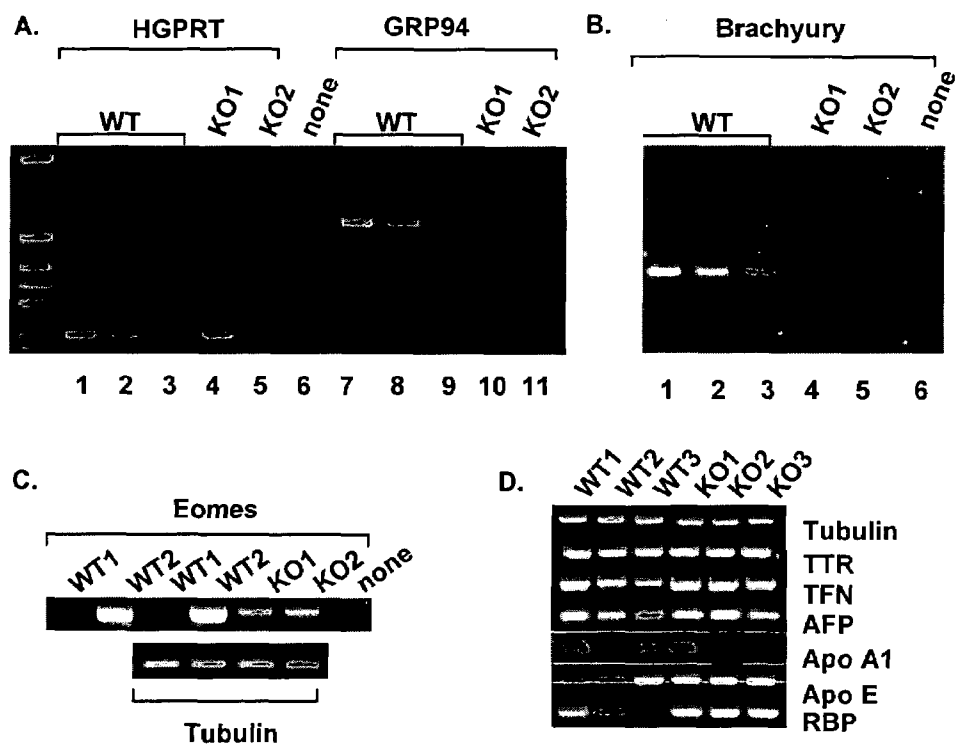 A.
HGPRT
GRP94
WT
KO1
KO2
none
WT
KO1
KO2
1 2 3 4 5 6 7 8 9 10 11
B.
Brachyury
WT
KO1
KO2
none
1 2 3 4 5 6
C.
Eomes
WT1
WT2
WT1
WT2
KO1
KO2
none
Tubulin
D.
WT1
WT2
WT3
KO1
KO2
KO3
Tubulin
TTR
TFN
AFP
Apo A1
Apo E
RBP